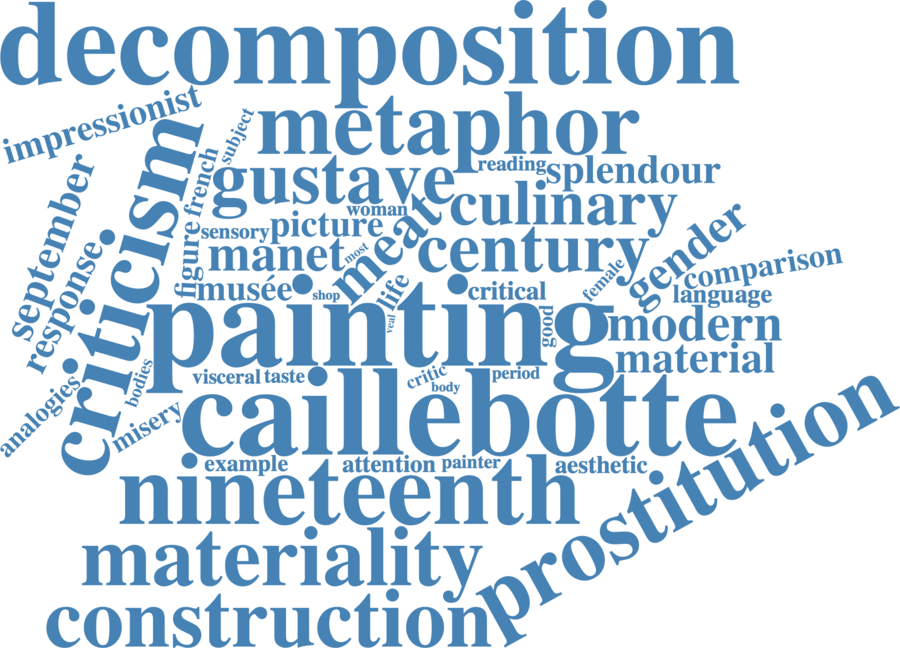 decomposition
impressionist
metaphor
subject
criticism
french
reading
splendour
gustave
september
woman
culinary
sensory
picture
meat
century
gender
figure
manet
most
response
comparison
musée
shop
life
critical
female
language
painting
veal
good
modern
material
bodies
visceral
taste
critic
body
period
analogies
misery
caillebotte
prostitution
example
attention
painter
aesthetic
nineteenth
materiality
construction